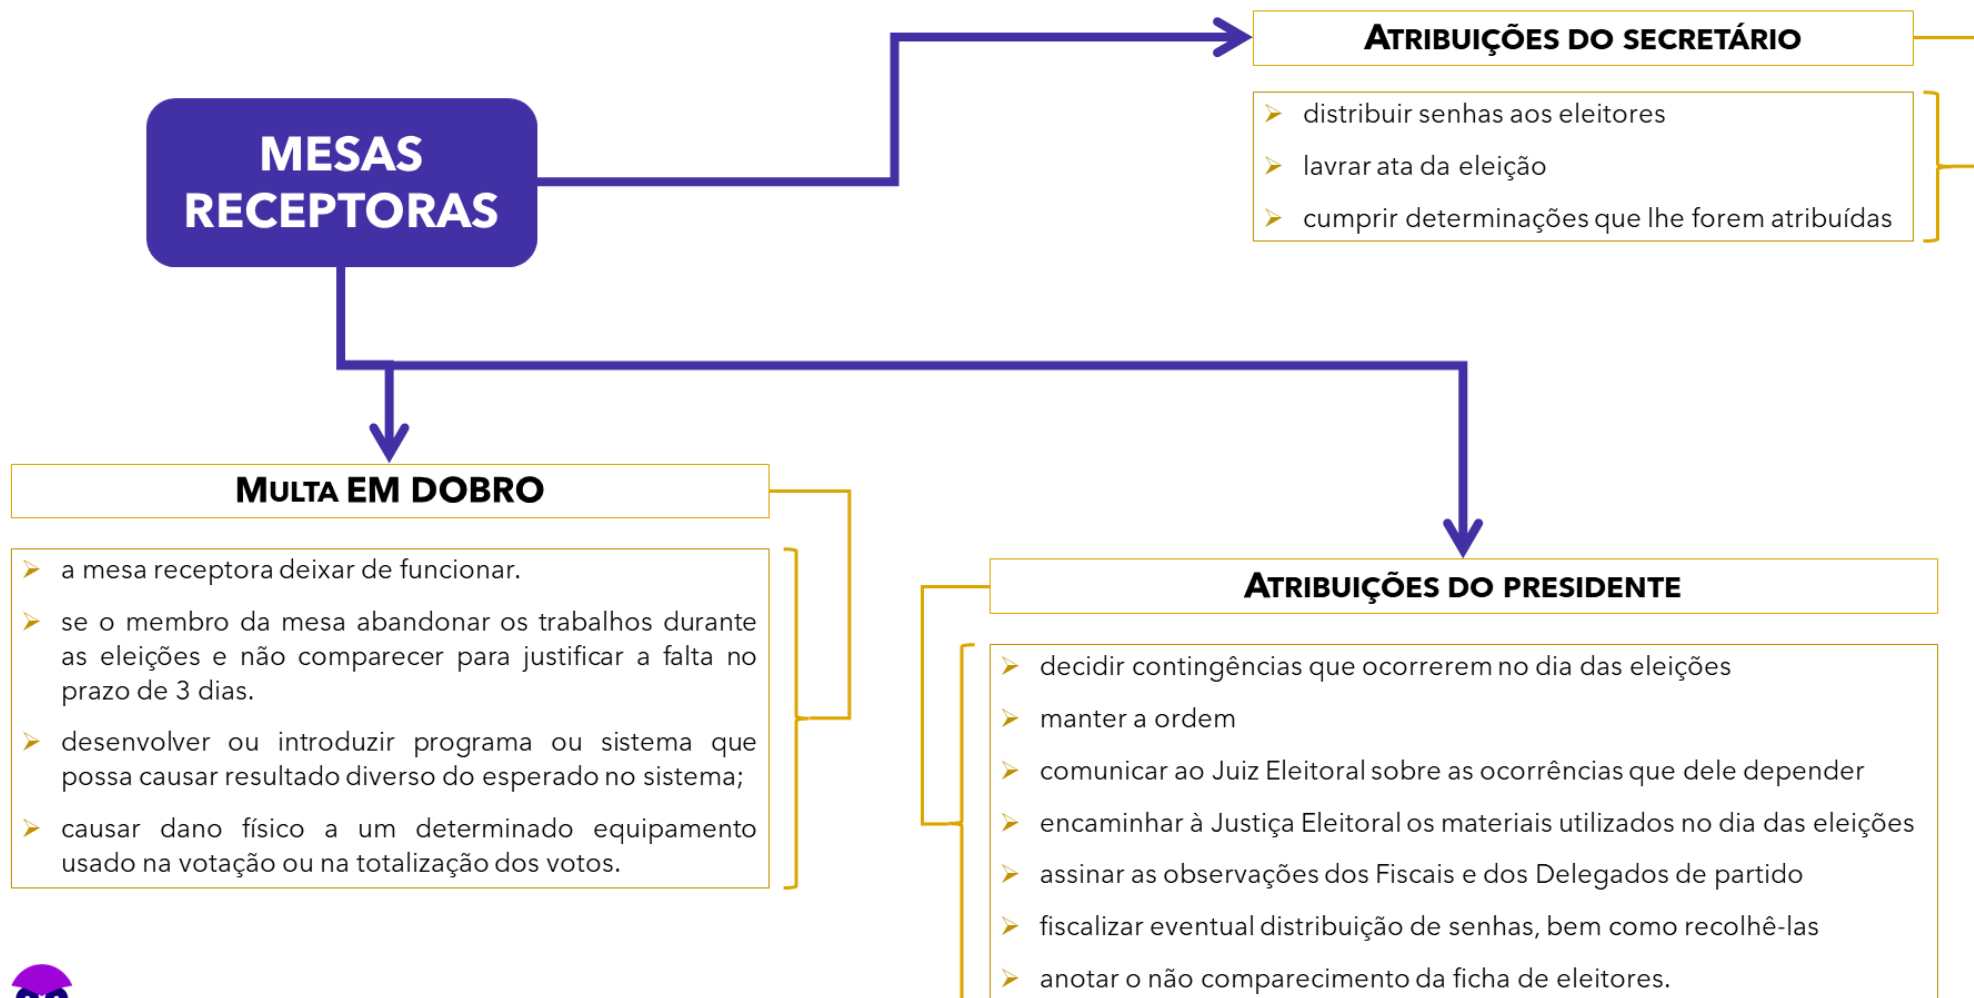 MESAS
RECEPTORAS
ATRIBUIÇÕES DO SECRETÁRIO
distribuir senhas aos eleitores
lavrar ata da eleição
cumprir determinações que lhe forem atribuídas
MULTA EM DOBRO
a mesa receptora deixar de funcionar.
se o membro da mesa abandonar os trabalhos durante
as eleições e não comparecer para justificar a falta no
prazo de 3 dias.
desenvolver ou introduzir programa ou sistema que
possa causar resultado diverso do esperado no sistema;
causar dano físico a um determinado equipamento
usado na votação ou na totalização dos votos.
ATRIBUIÇÕES DO PRESIDENTE
decidir contingências que ocorrerem no dia das eleições
manter a ordem
comunicar ao Juiz Eleitoral sobre as ocorrências que dele depender
encaminhar à Justiça Eleitoral os materiais utilizados no dia das eleições
assinar as observações dos Fiscais e dos Delegados de partido
fiscalizar eventual distribuição de senhas, bem como recolhê-las
anotar o não comparecimento da ficha de eleitores.